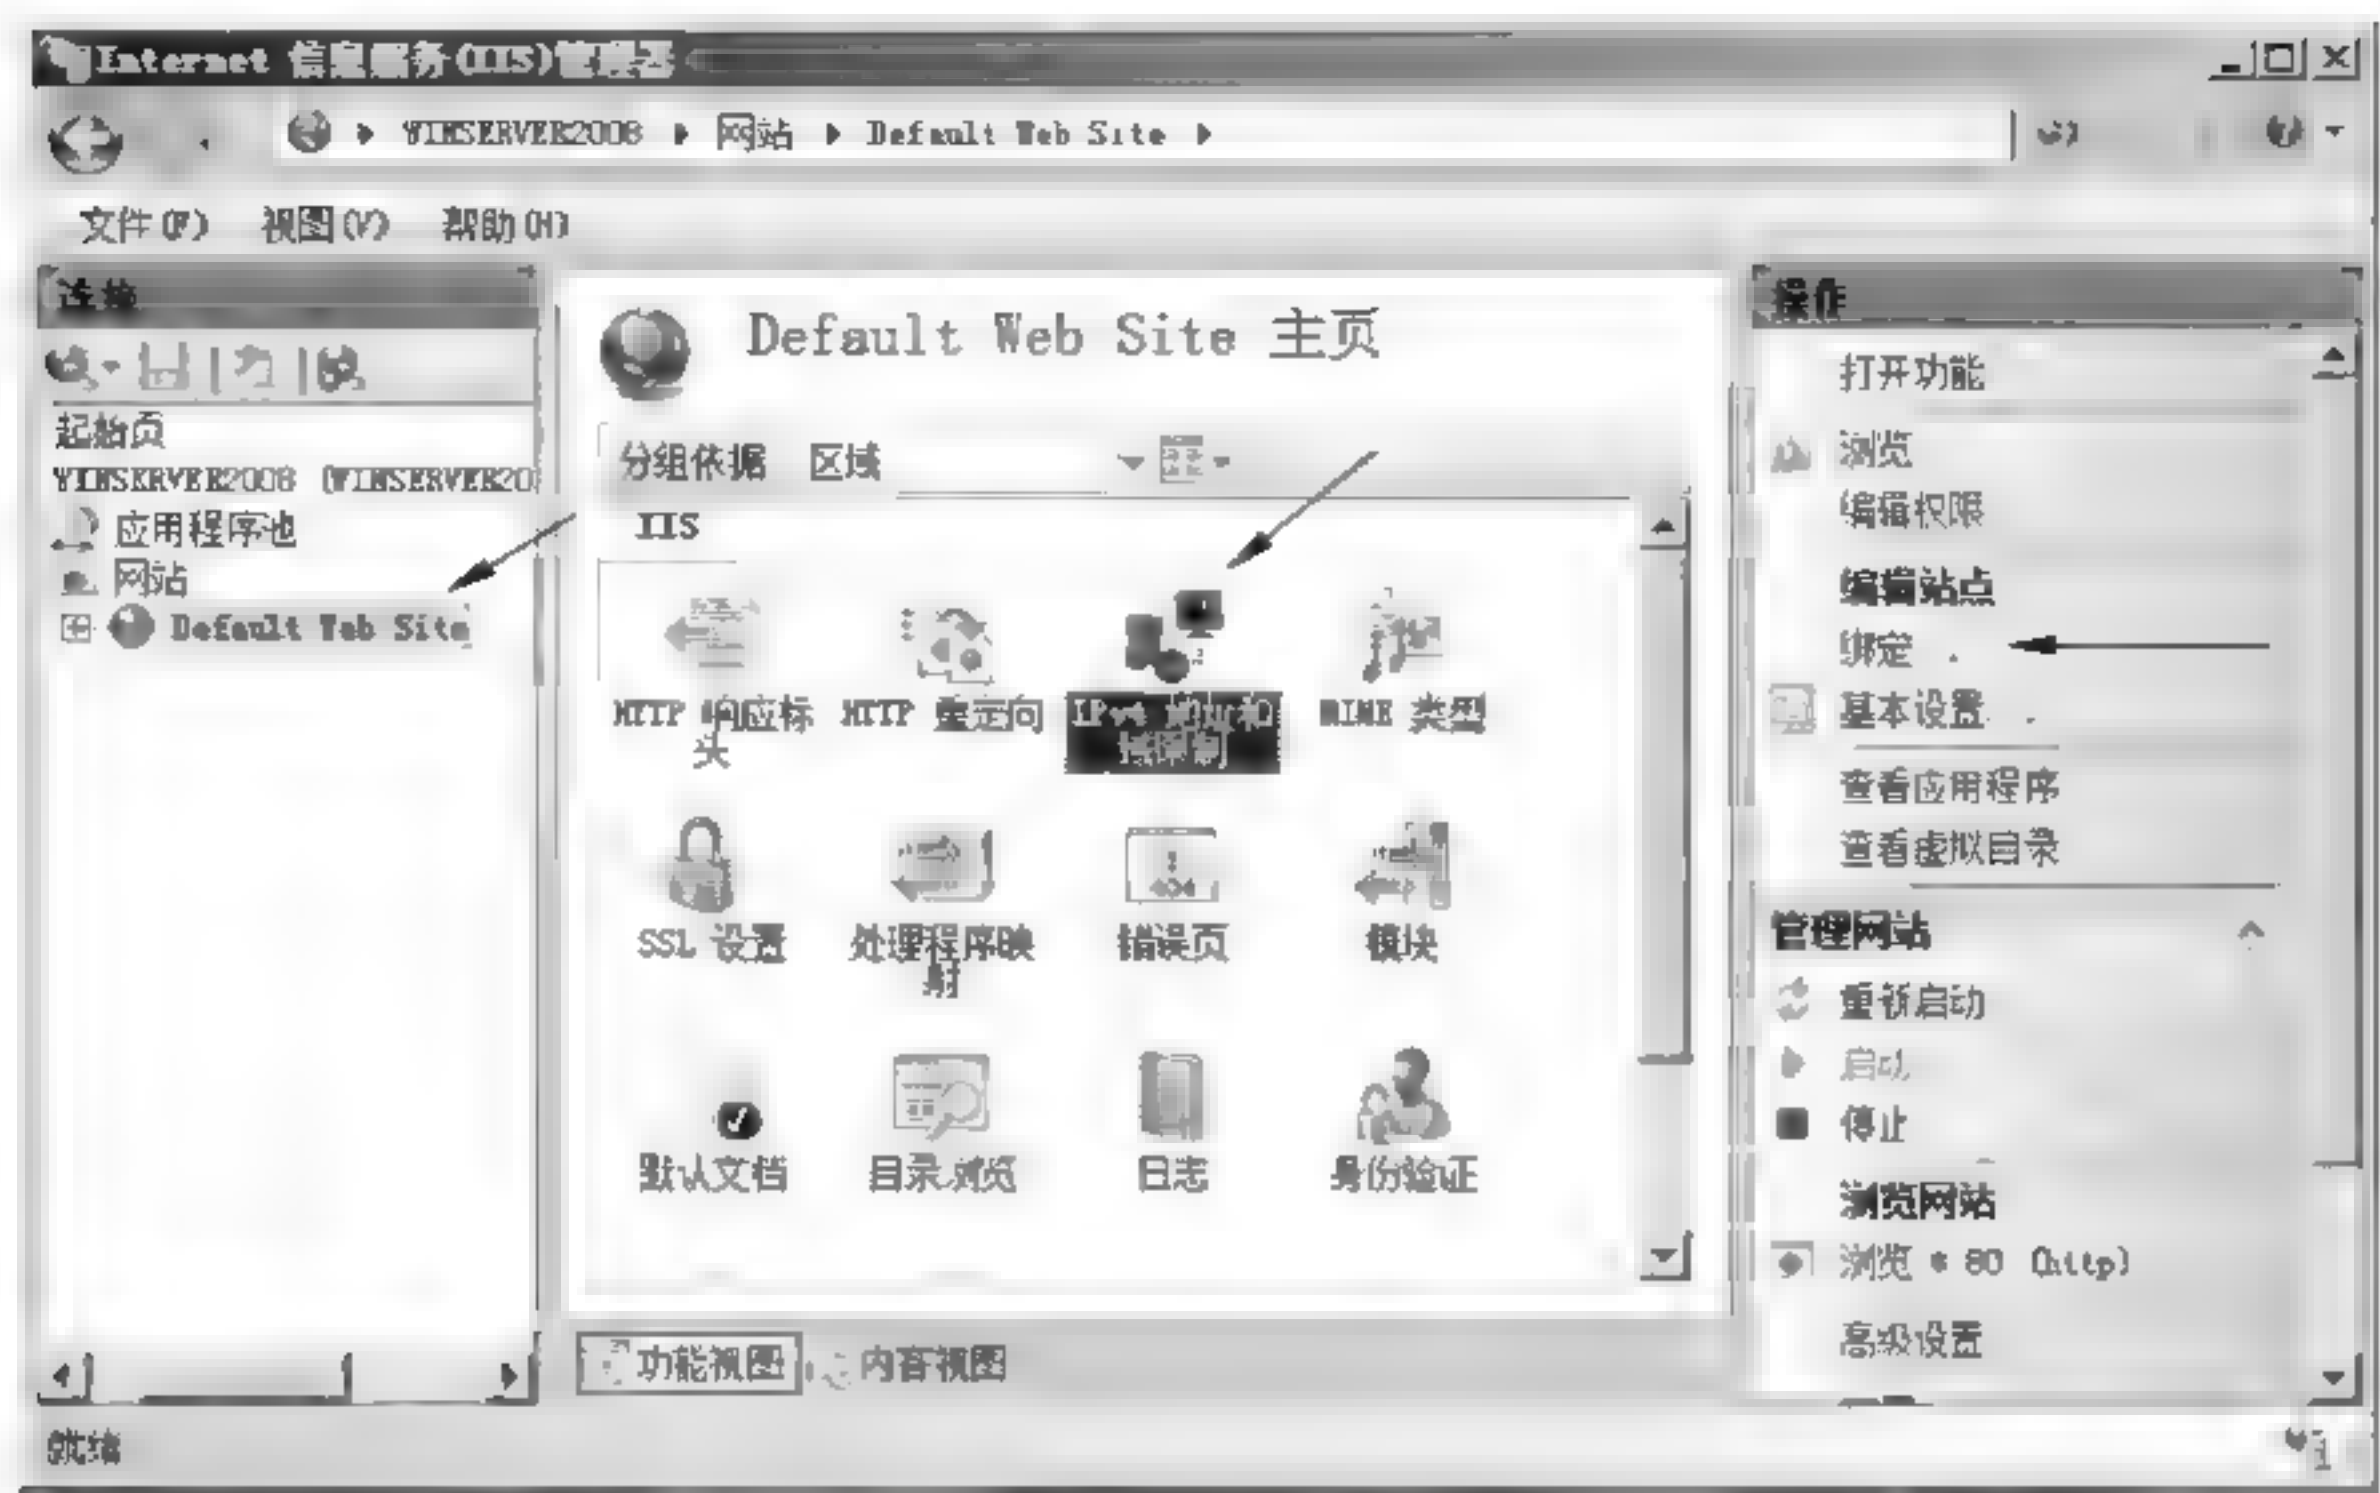 Internet 信息服务(IIS)管理器
WINSERVER2008 网站 Default Web Site
文件(F) 视图(V) 帮助(H)
连接
起始页
WINSERVER2008 (WINSERVER20
应用程序池
网站
Default Web Site
Default Web Site 主页
分组依据 区域
IIS
HTTP 响应标头
HTTP 重定向
IPv4 地址和域限制
MIME 类型
SSL 设置
处理程序映射
错误页
模块
默认文档
目录浏览
日志
身份验证
功能视图 内容视图
操作
打开功能
浏览
编辑权限
编辑站点
绑定
基本设置
查看应用程序
查看虚拟目录
管理网站
重新启动
启动
停止
浏览网站
浏览 * 80 (http)
高级设置
就绪